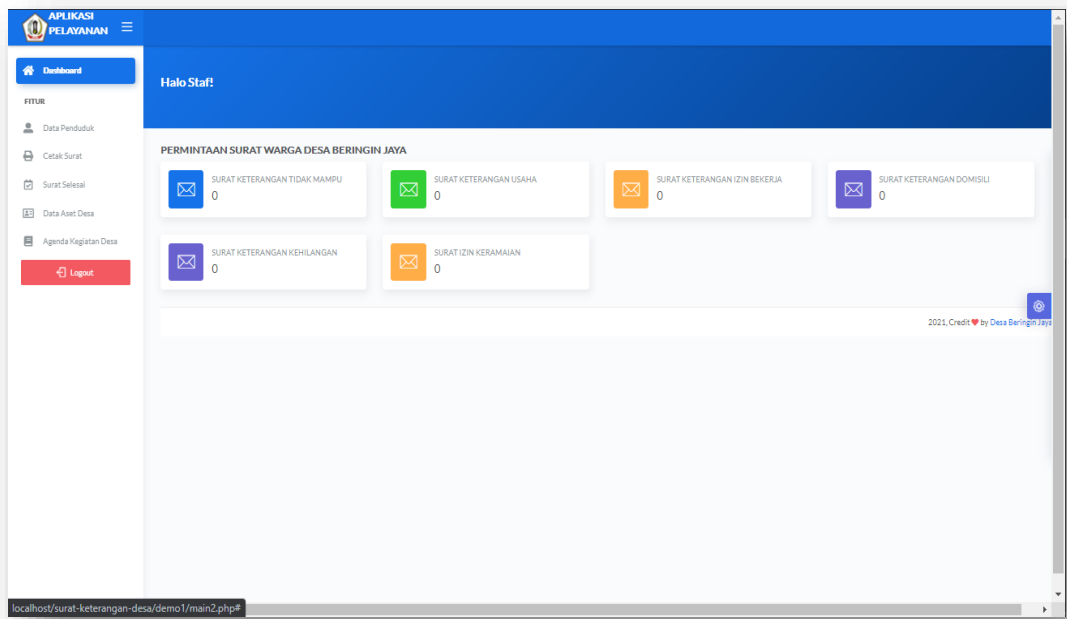 APLIKASI
PELAYANAN
Dashboard
FITUR
Data Penduduk
Cetak Surat
Surat Selesai
Data Aset Desa
Agenda Kegiatan Desa
Logout
Halo Staf!
PERMINTAAN SURAT WARGA DESA BERINGIN JAYA
SURAT KETERANGAN TIDAK MAMPU
0
SURAT KETERANGAN USAHA
0
SURAT KETERANGAN IZIN BEKERJA
0
SURAT KETERANGAN DOMISILI
0
SURAT KETERANGAN KEHILANGAN
0
SURAT IZIN KERAMAIAN
0
2021, Credit ❤ by Desa Beringin Jaya
localhost/surat-keterangan-desa/demo1/main2.php#